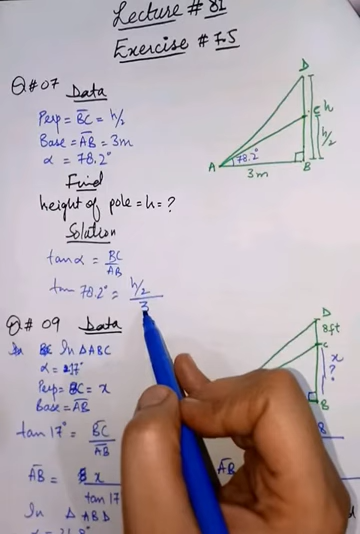 Lecture # 81
Exercise # 7.5
Q # 07 Data
Perp = BC = h/2
Base = AB = 3m
α = 78.2°
Find
height of pole = h = ?
Solution
tan α = BC/AB
tan 78.2° = h/2 / 3
D
C
h
h/2
78.2°
A
3m
B
Q # 09 Data
In ΔABC
Perp = BC = x
Base = AB
tan 17° = BC/AB
AB = x / tan 17
In Δ ABD
D
8ft
C
x
?
B
AB